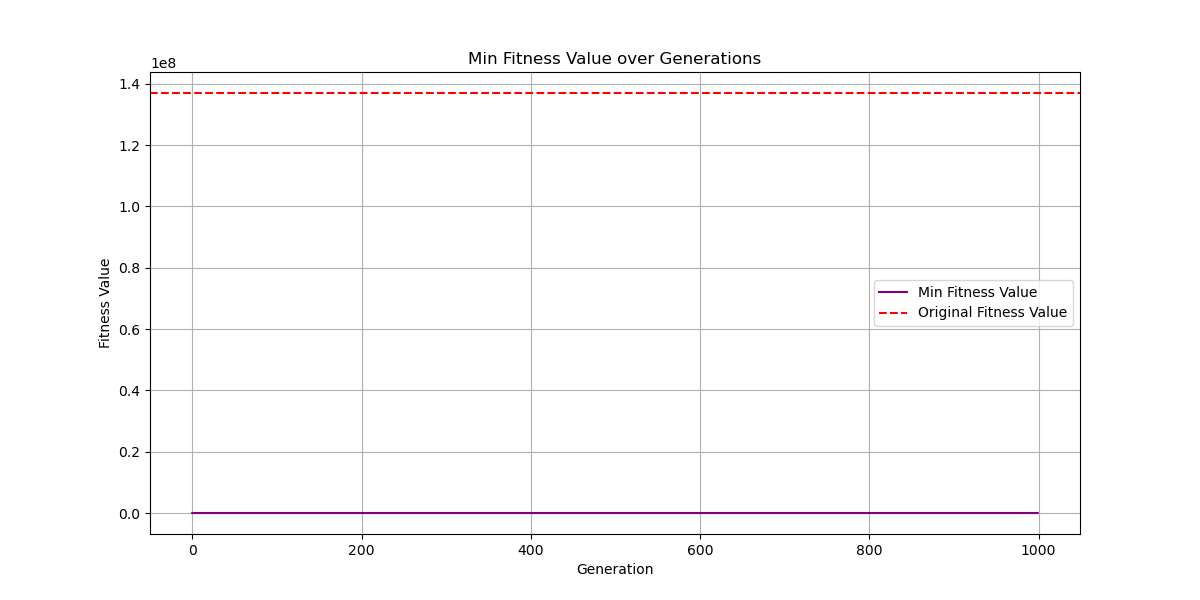 Min Fitness Value over Generations
1e8
1.4
1.2
1.0
0.8
0.6
0.4
0.2
0.0
Fitness Value
Min Fitness Value
Original Fitness Value
0 200 400 600 800 1000
Generation